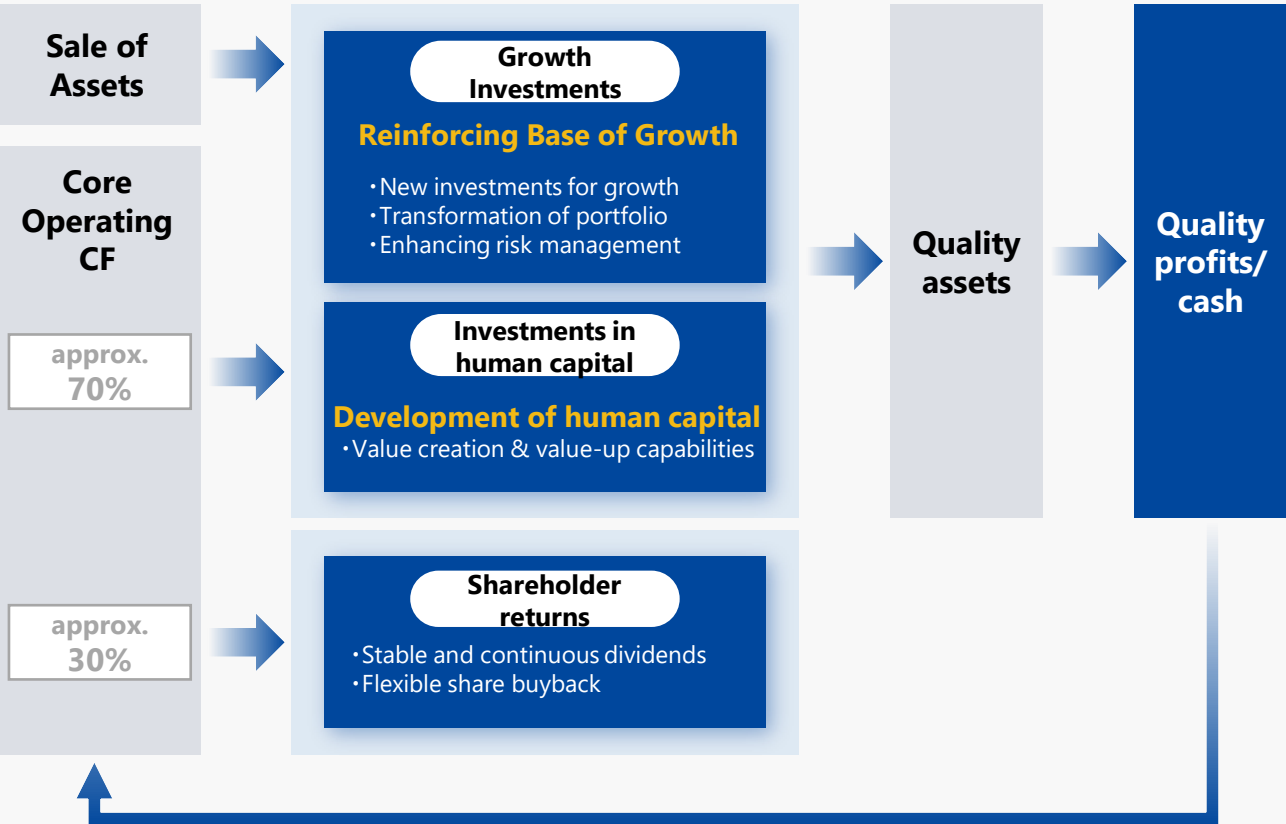 Sale of
Assets
Core
Operating
CF
approx.
70%
approx.
30%
Growth
Investments
Reinforcing Base of Growth
・New investments for growth
・Transformation of portfolio
・Enhancing risk management
Investments in
human capital
Development of human capital
・Value creation & value-up capabilities
Shareholder
returns
・Stable and continuous dividends
・Flexible share buyback
Quality
assets
Quality
profits/
cash